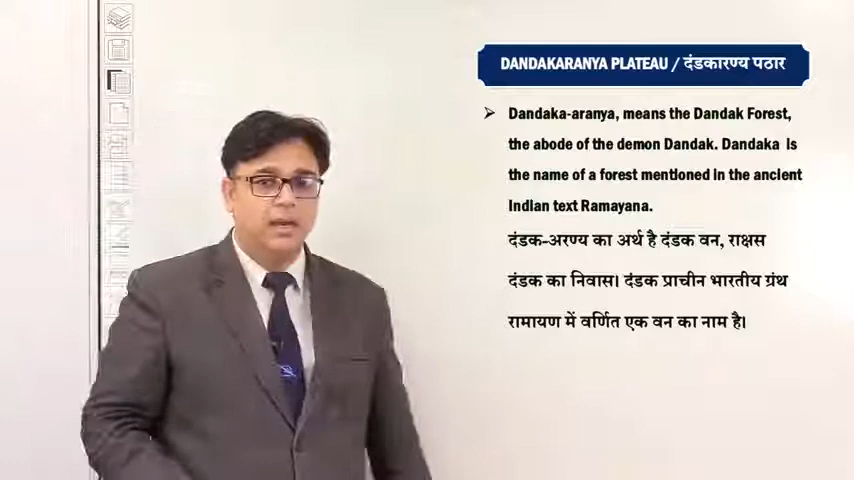 DANDAKARANYA PLATEAU / दंडकारण्य पठार
Dandaka-aranya, means the Dandak Forest,
the abode of the demon Dandak. Dandaka is
the name of a forest mentioned in the ancient
Indian text Ramayana.
दंडक-अरण्य का अर्थ है दंडक वन, राक्षस
दंडक का निवास। दंडक प्राचीन भारतीय ग्रंथ
रामायण में वर्णित एक वन का नाम है।